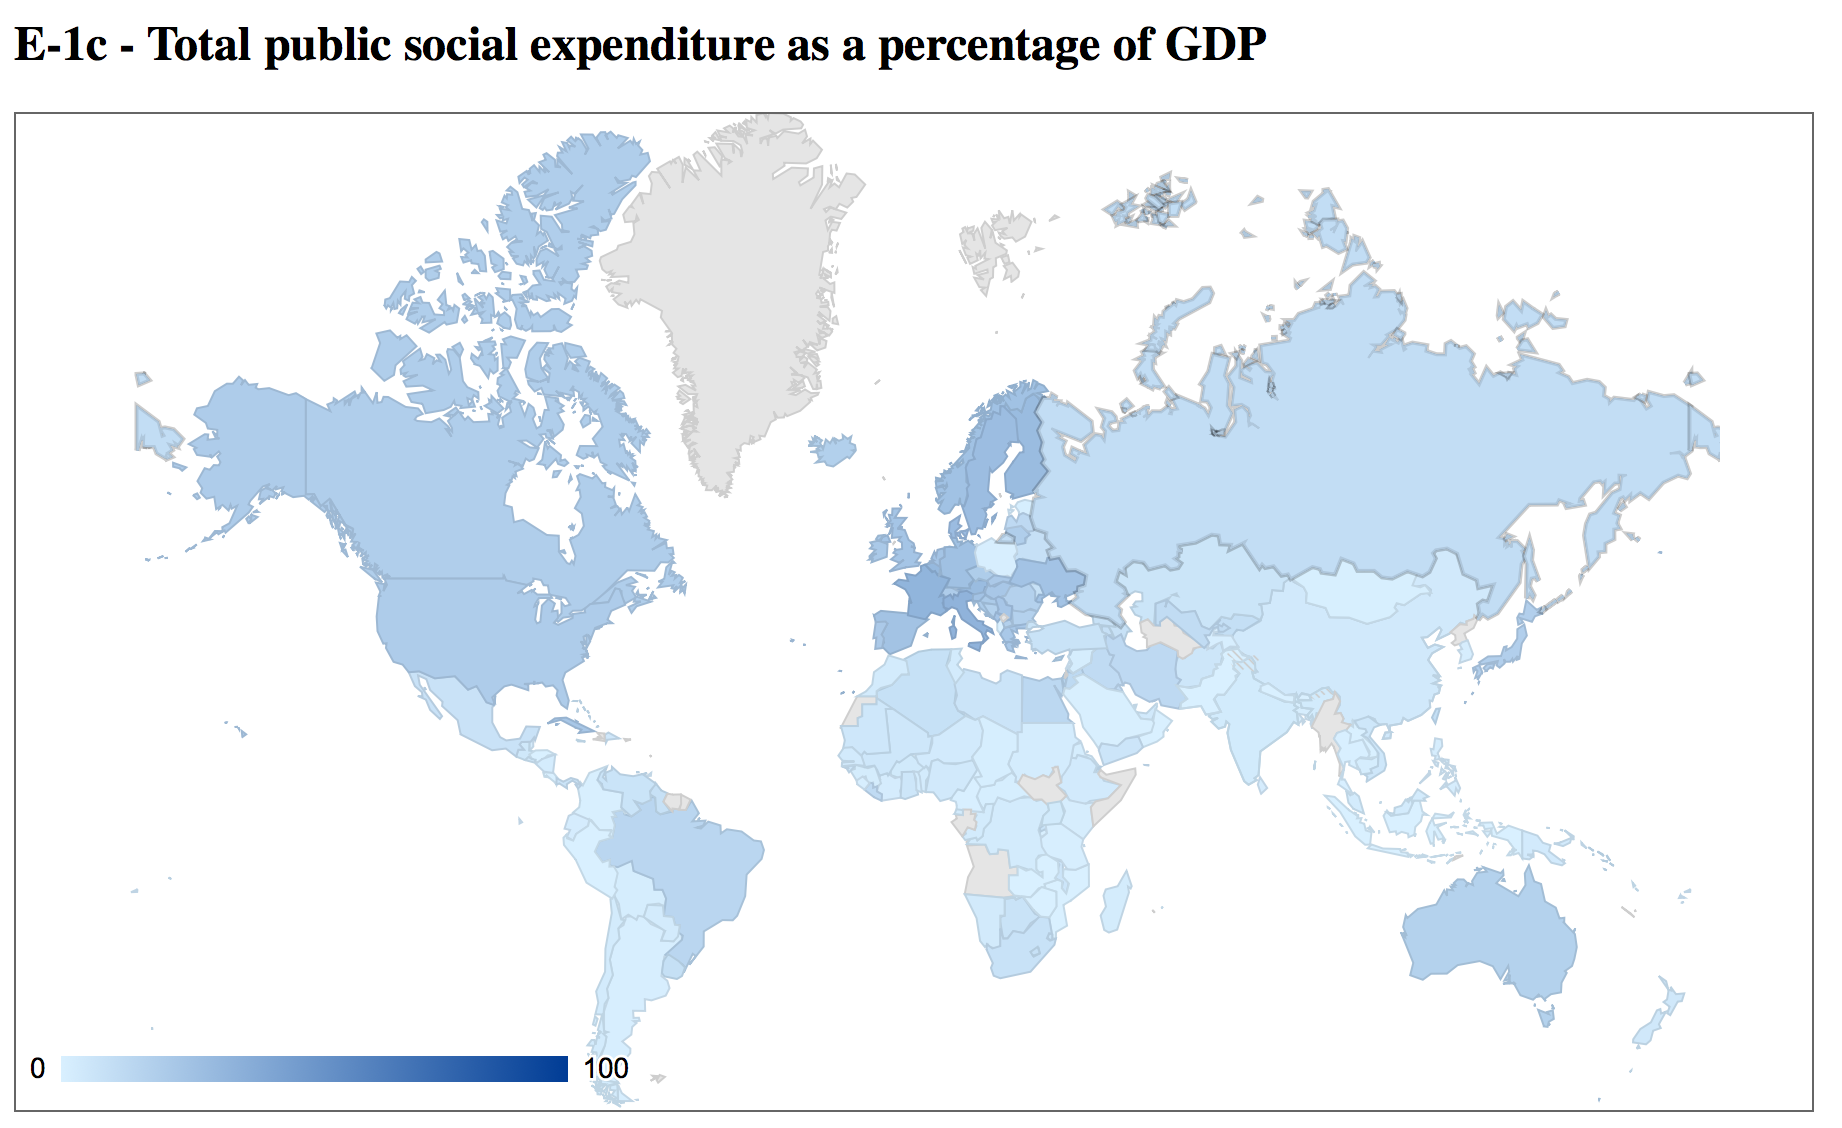 E-1c - Total public social expenditure as a percentage of GDP
0
100